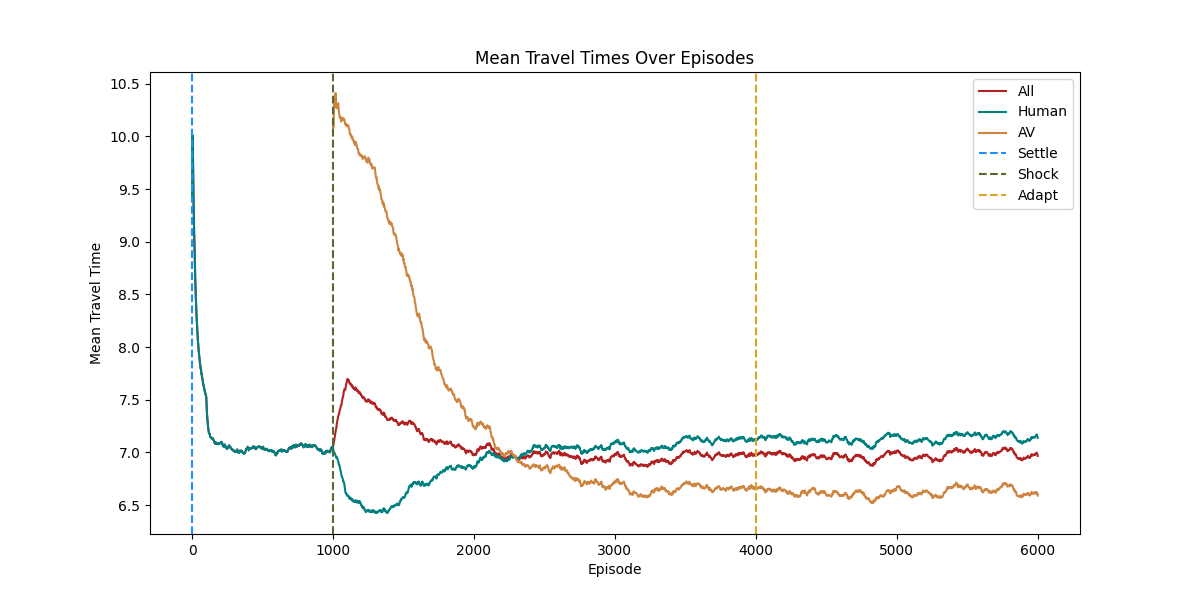 Mean Travel Times Over Episodes
Mean Travel Time
10.5
10.0
9.5
9.0
8.5
8.0
7.5
7.0
6.5
0
1000
2000
3000
4000
5000
6000
Episode
All
Human
AV
Settle
Shock
Adapt